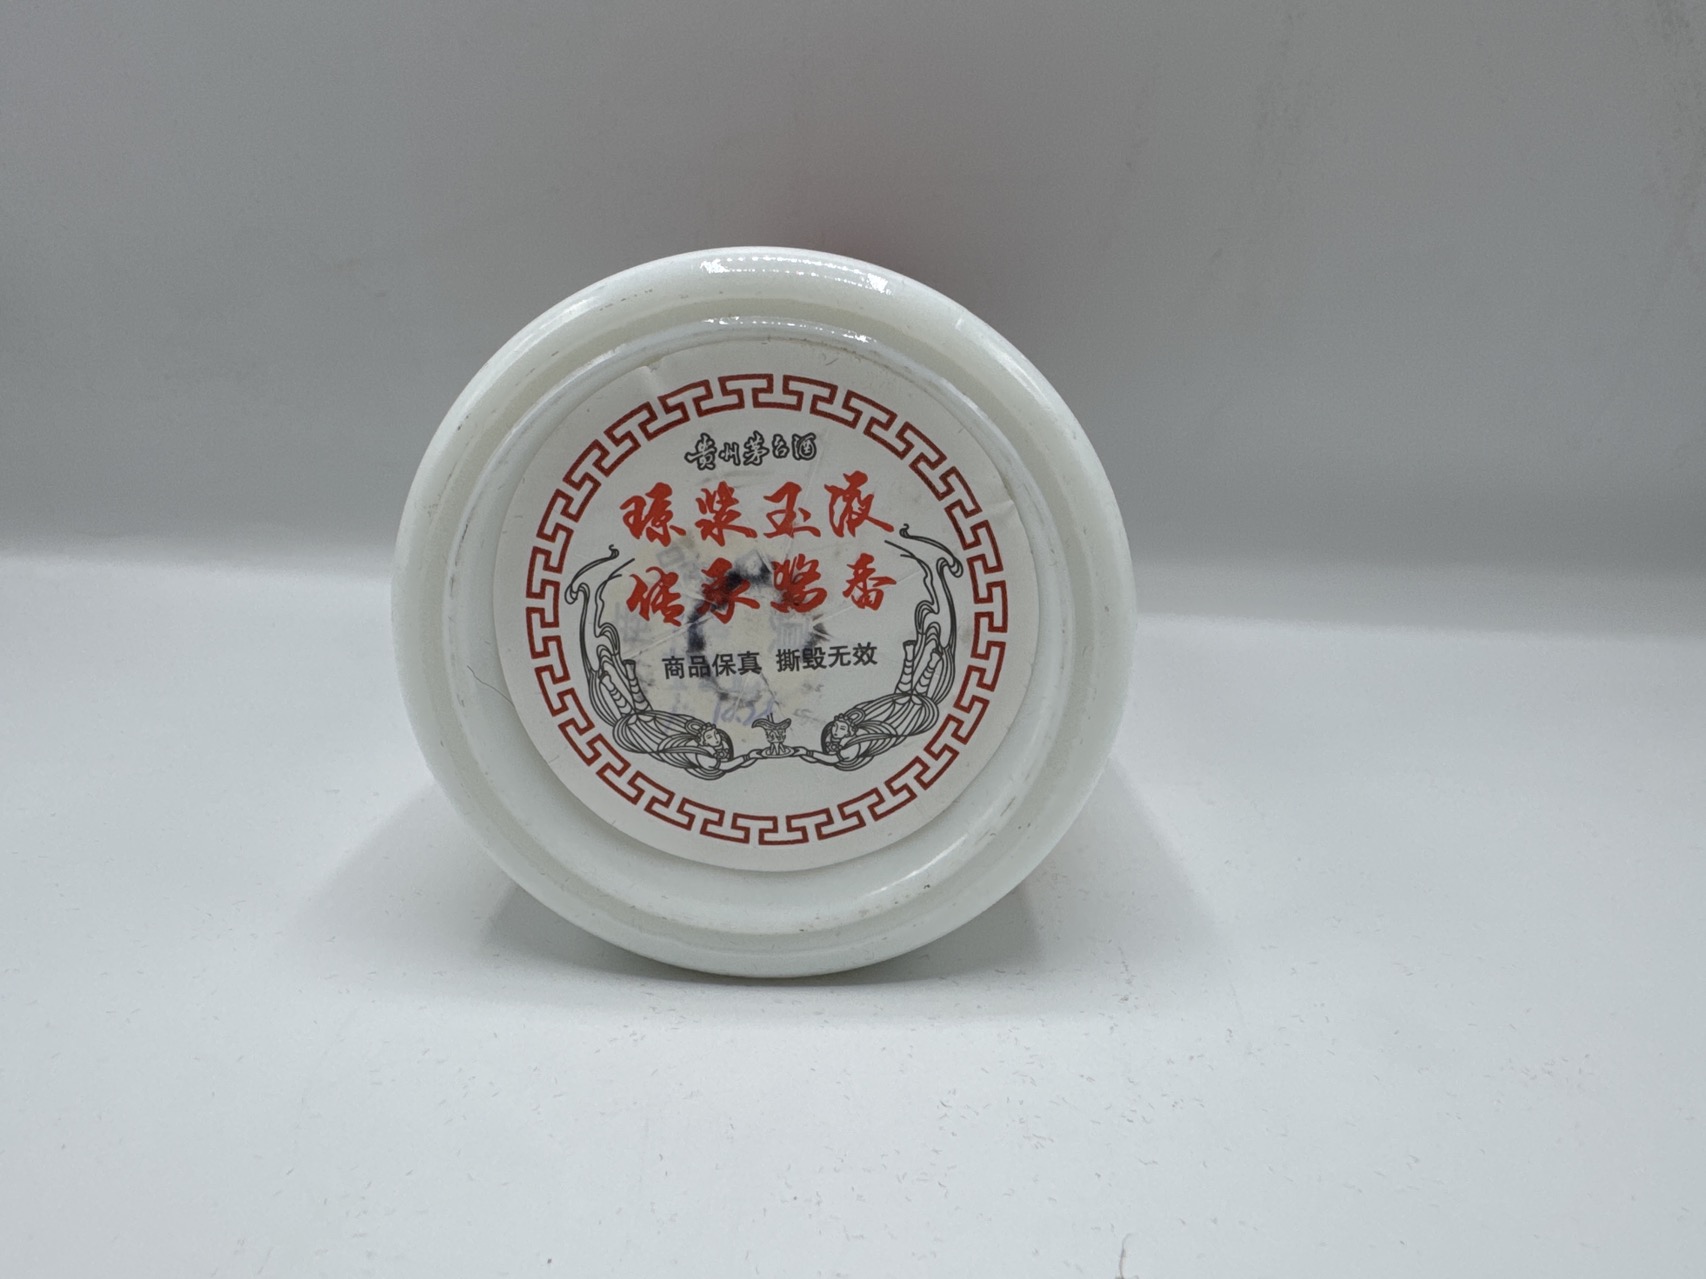 贵州茅台酒
琼浆玉液
传承酱香
商品保真 撕毁无效